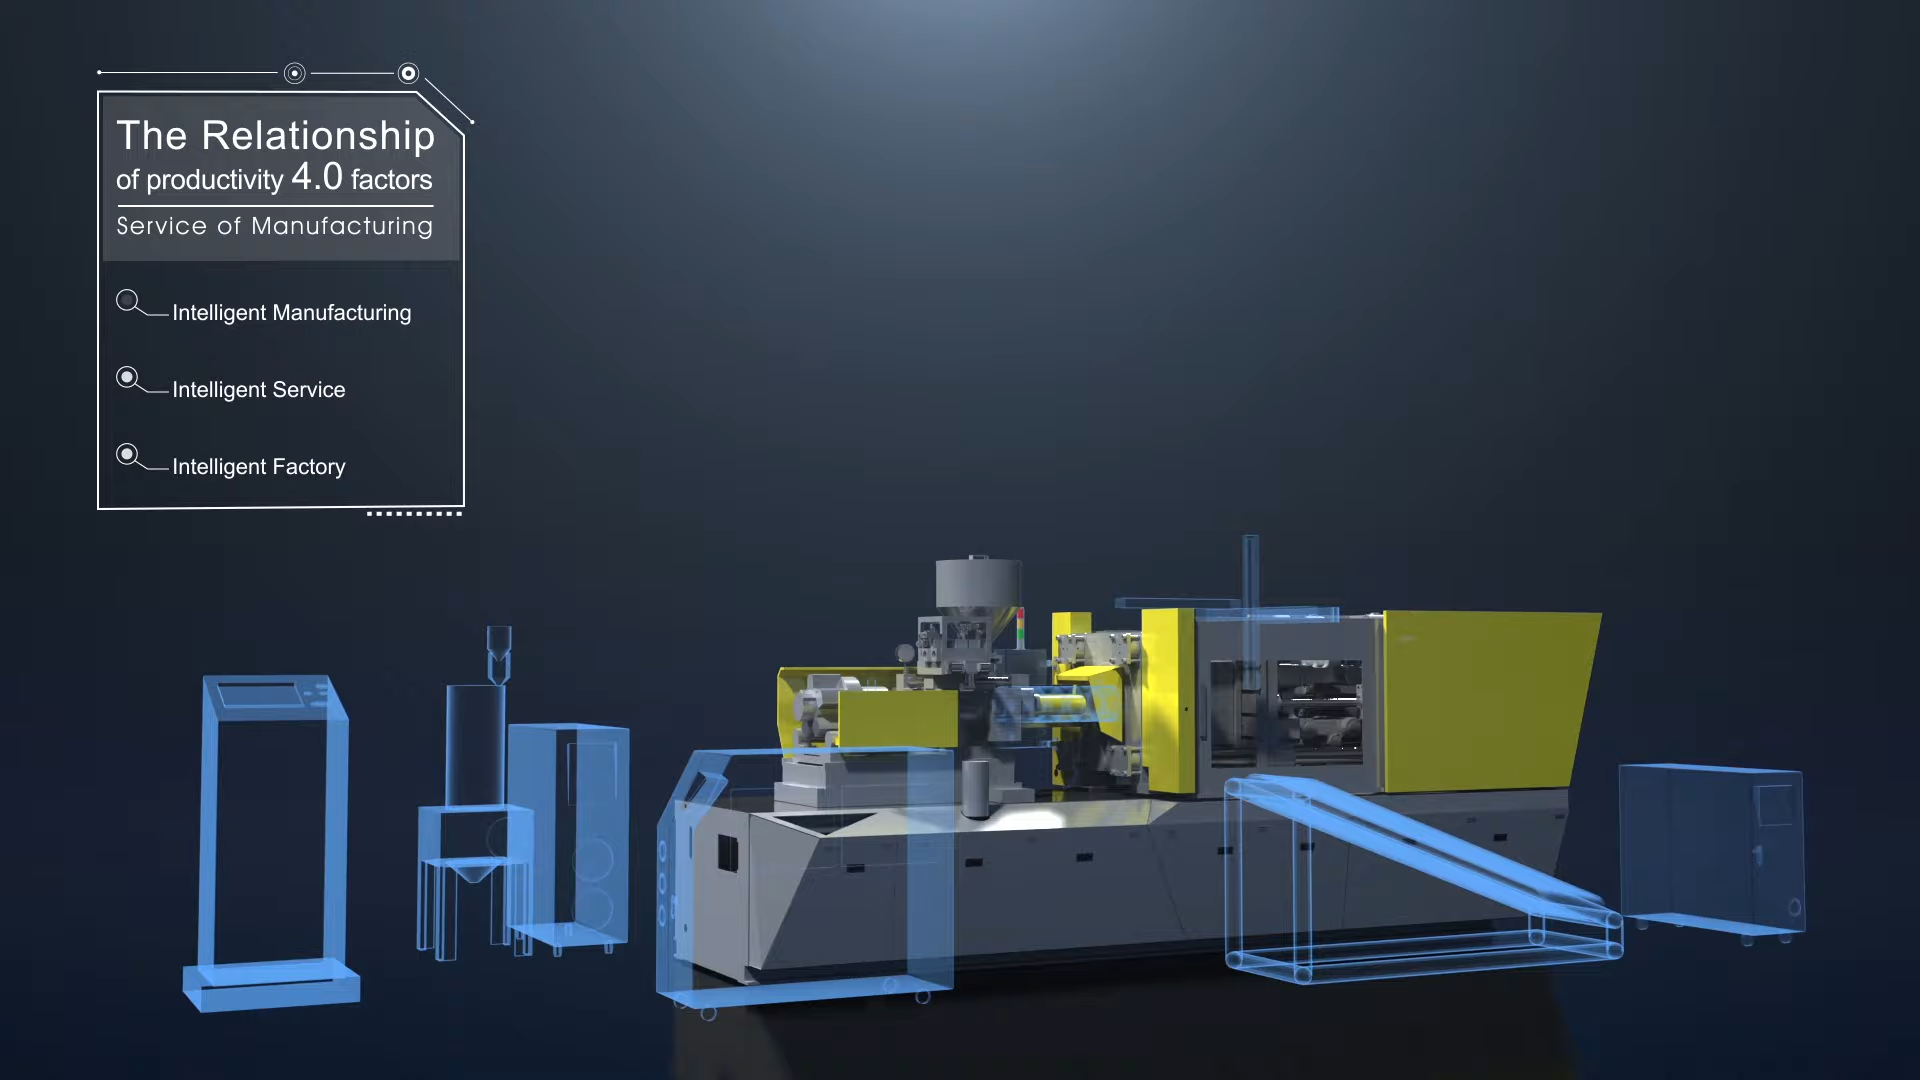 The Relationship
of productivity 4.0 factors
Service of Manufacturing
Intelligent Manufacturing
Intelligent Service
Intelligent Factory